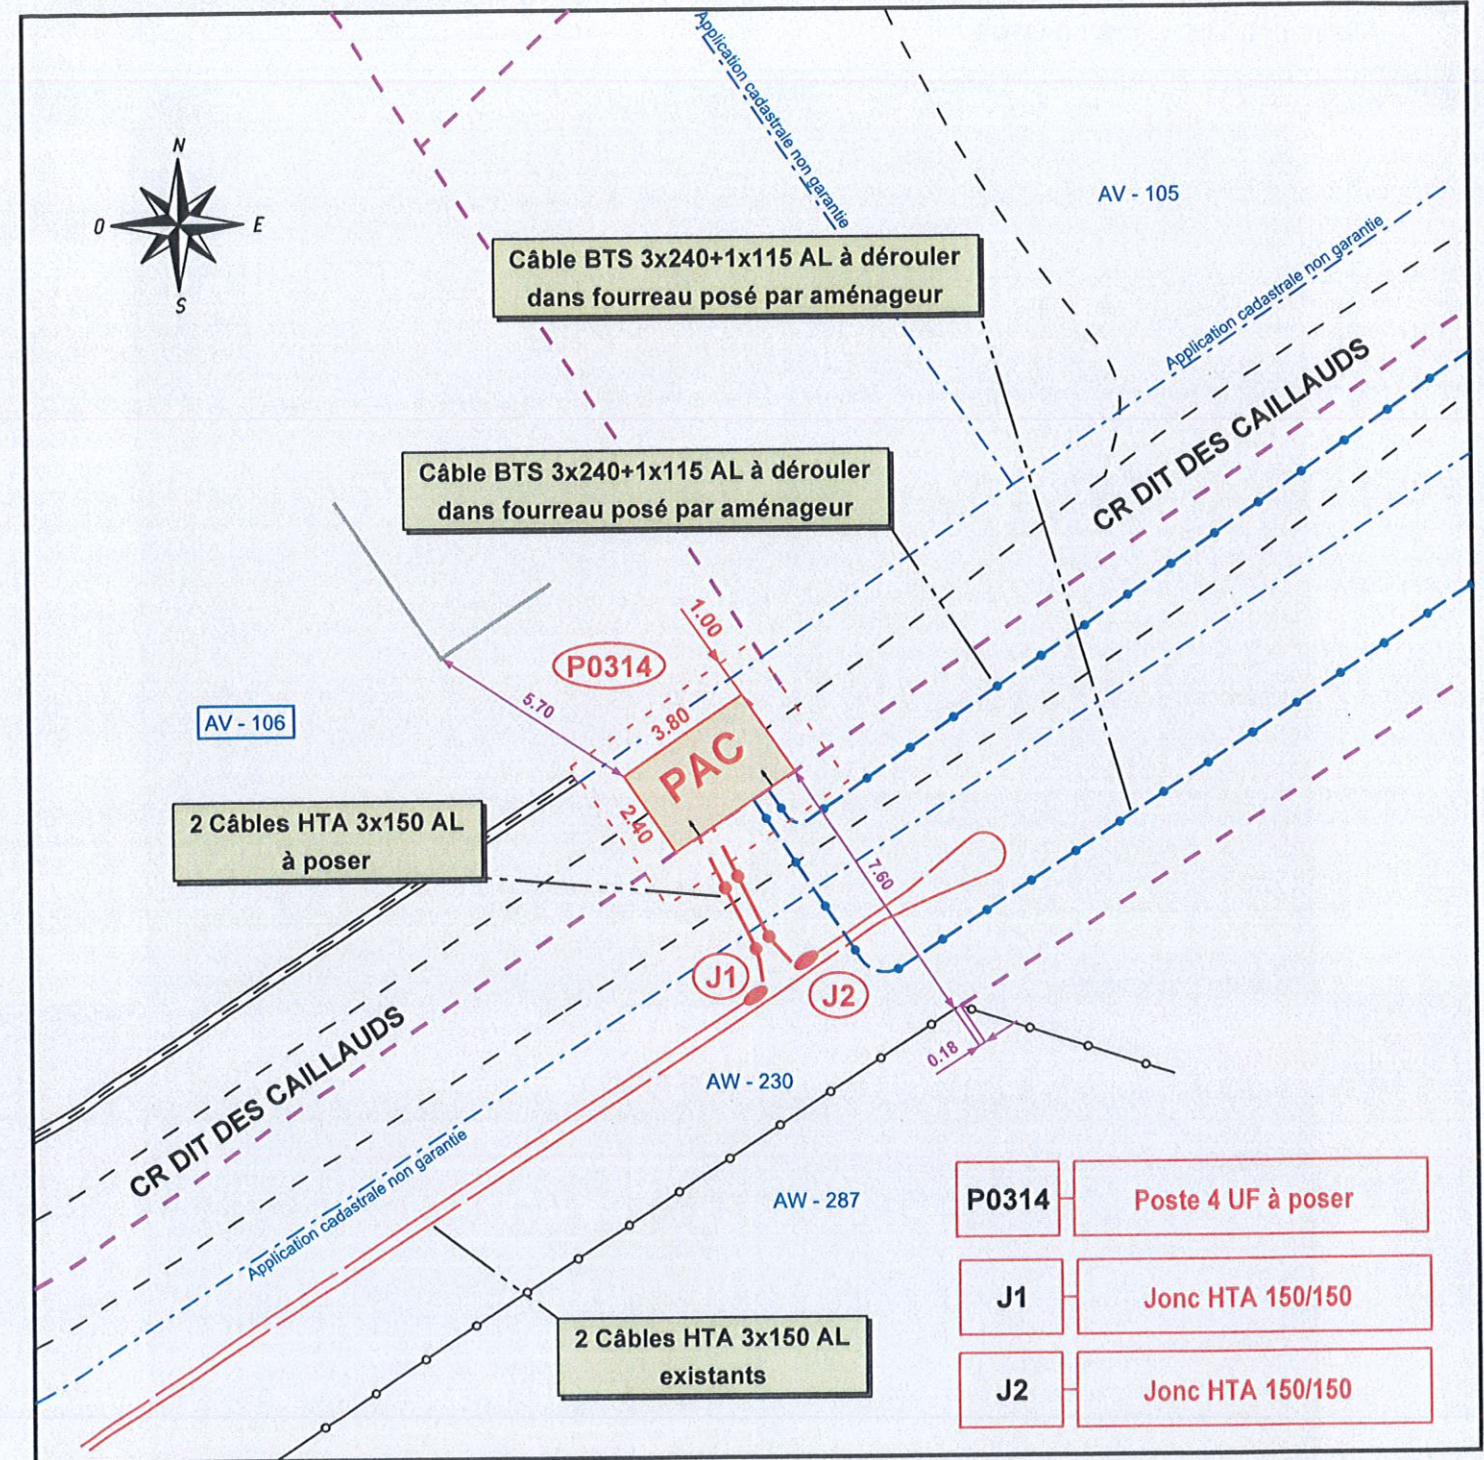 Application cadastrale non garantie
AV - 105
N
O
E
S
Câble BTS 3x240+1x115 AL à dérouler
dans fourreau posé par aménageur
Application cadastrale non garantie
CR DIT DES CAILLAUDS
Câble BTS 3x240+1x115 AL à dérouler
dans fourreau posé par aménageur
1.00
P0314
5.70
3.80
AV - 106
PAC
2.40
2 Câbles HTA 3x150 AL
à poser
7.60
J1
J2
CR DIT DES CAILLAUDS
0.18
AW - 230
Application cadastrale non garantie
AW - 287
P0314
Poste 4 UF à poser
J1
Jonc HTA 150/150
2 Câbles HTA 3x150 AL
existants
J2
Jonc HTA 150/150